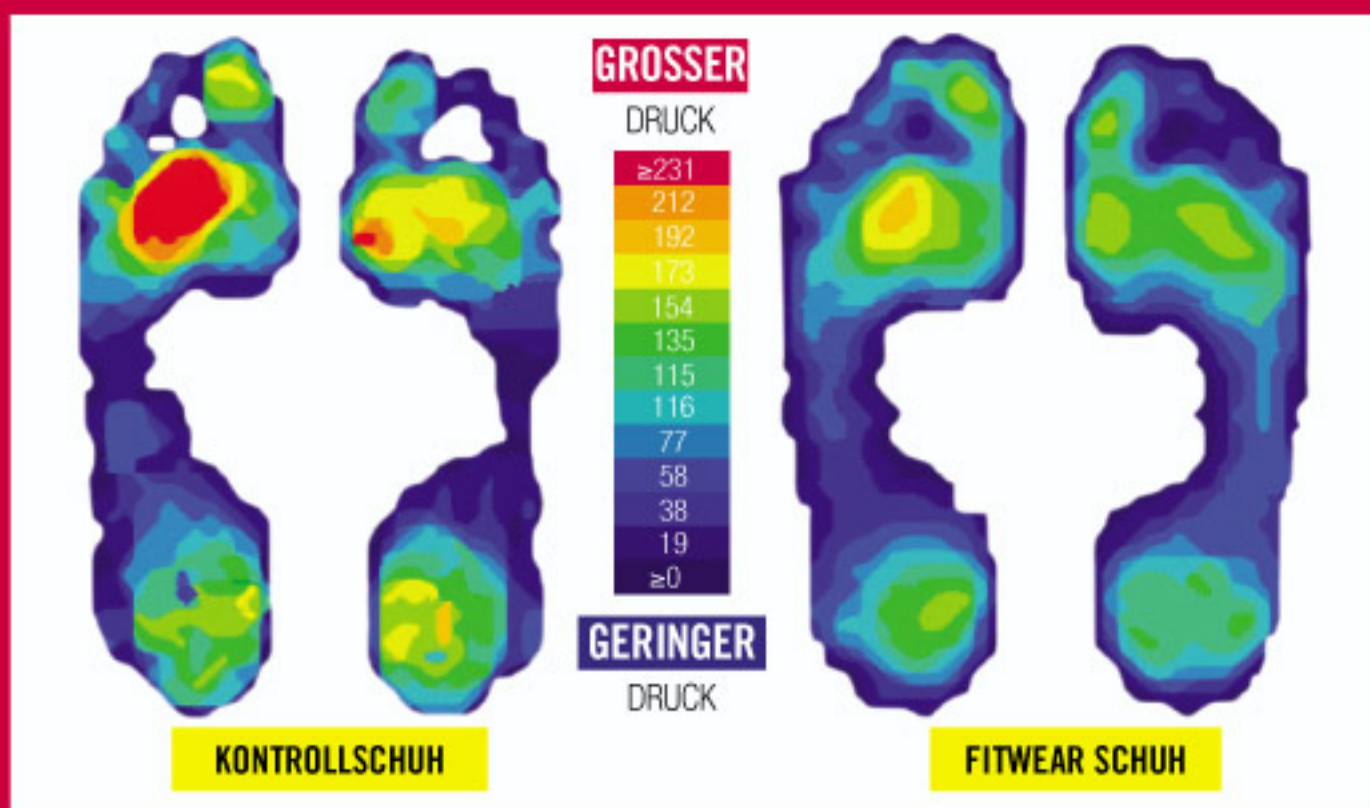 GROSSER
DRUCK
≥231
212
192
173
154
135
115
116
77
58
38
19
≥0
GERINGER
DRUCK
KONTROLLSCHUH
FITWEAR SCHUH